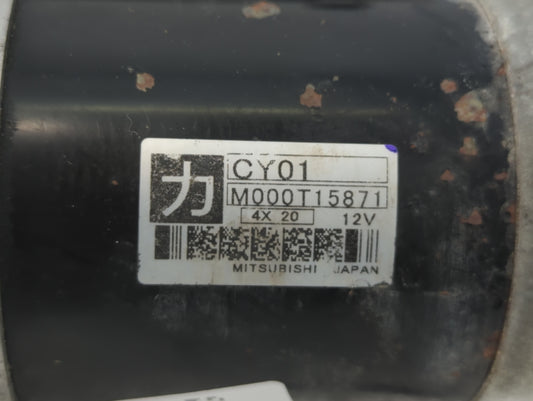 カ
CY01
M000T15871
4X 20 12V
MITSUBISHI JAPAN